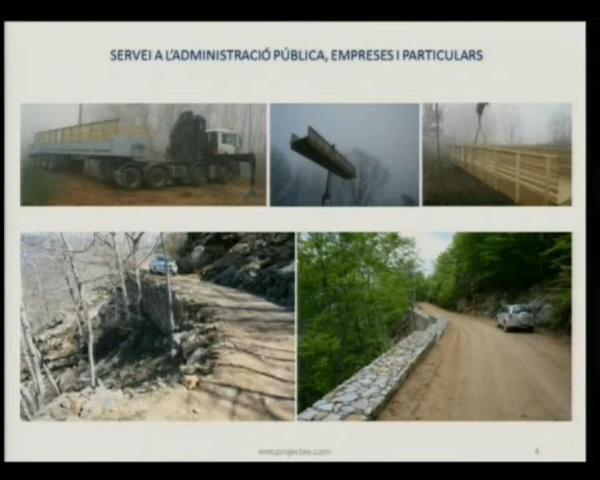 SERVEI A L'ADMINISTRACIÓ PÚBLICA, EMPRESES I PARTICULARS
emcprojectes.com 4